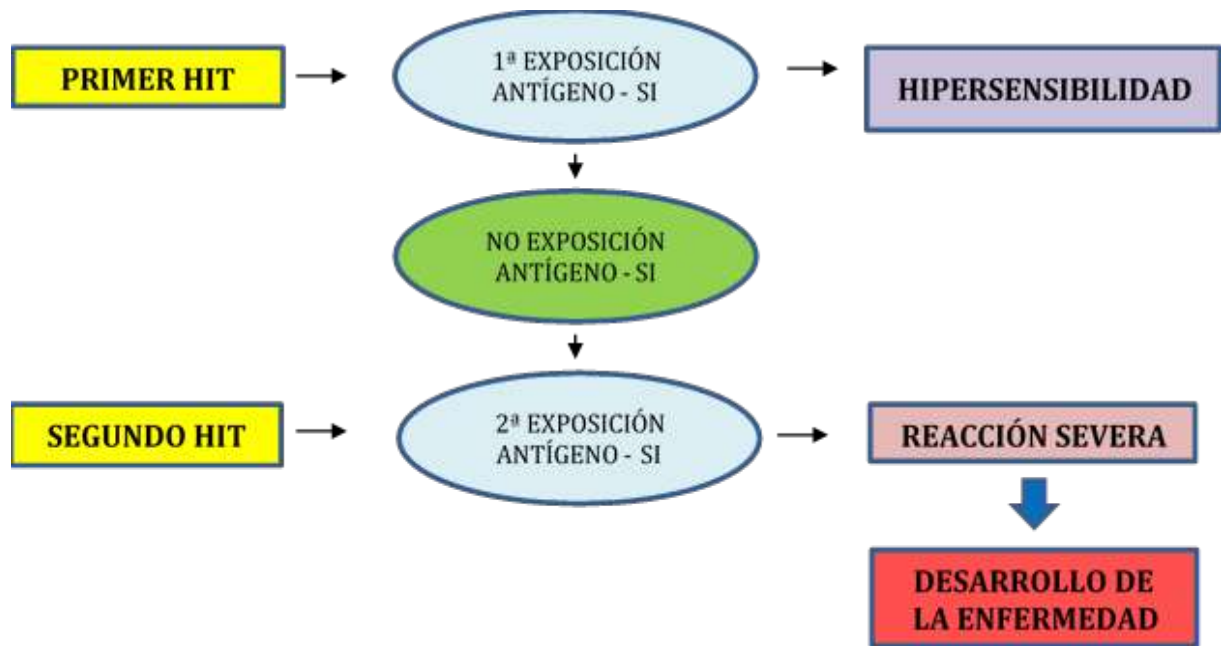 PRIMER HIT
1ª EXPOSICIÓN
ANTÍGENO - SI
HIPERSENSIBILIDAD
NO EXPOSICIÓN
ANTÍGENO - SI
SEGUNDO HIT
2ª EXPOSICIÓN
ANTÍGENO - SI
REACCIÓN SEVERA
DESARROLLO DE
LA ENFERMEDAD